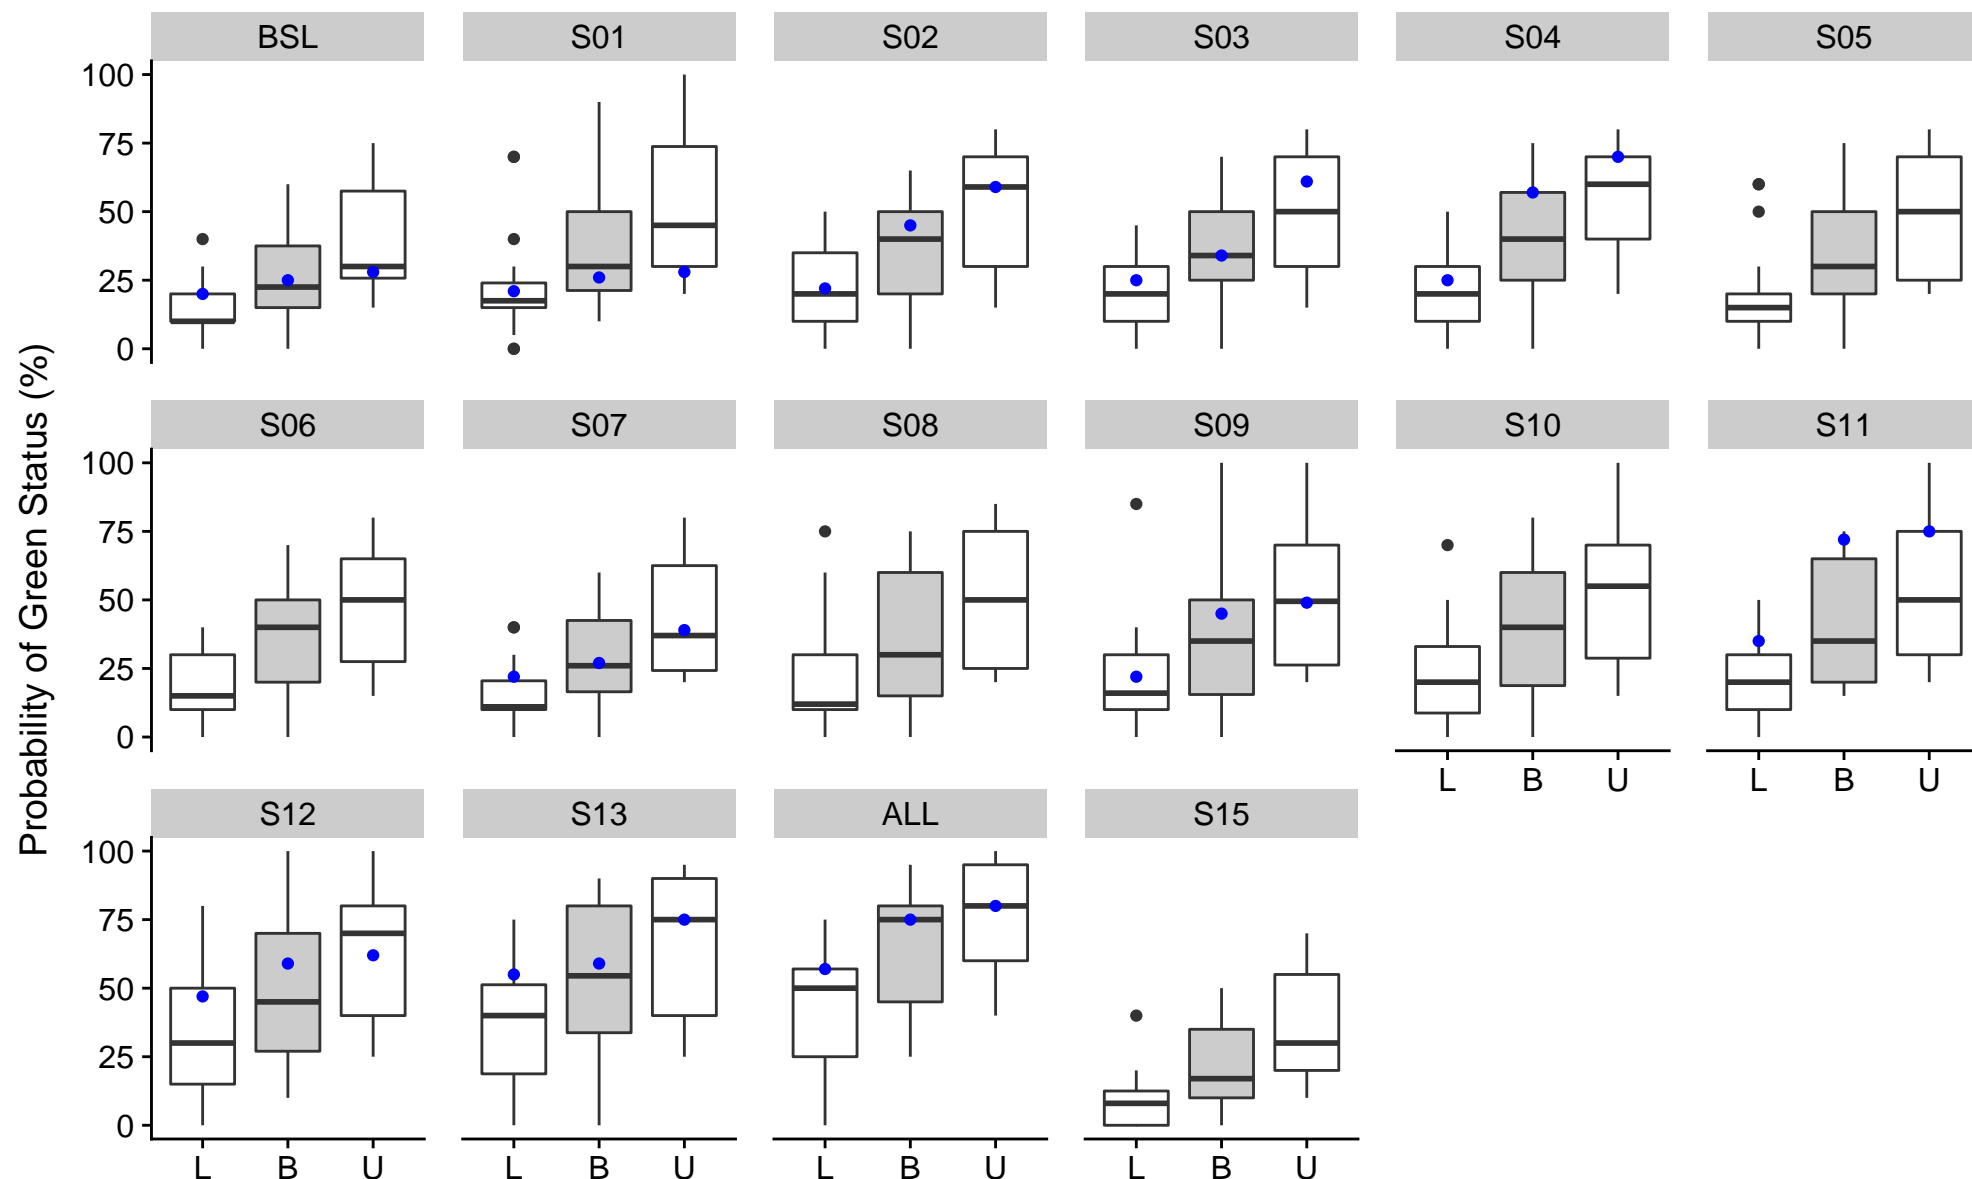 BSL S01 S02 S03 S04 S05
100
75
50
25
0
Probability of Green Status (%)
S06 S07 S08 S09 S10 S11
100
75
50
25
0
L B U L B U
S12 S13 ALL S15
100
75
50
25
0
L B U L B U L B U L B U